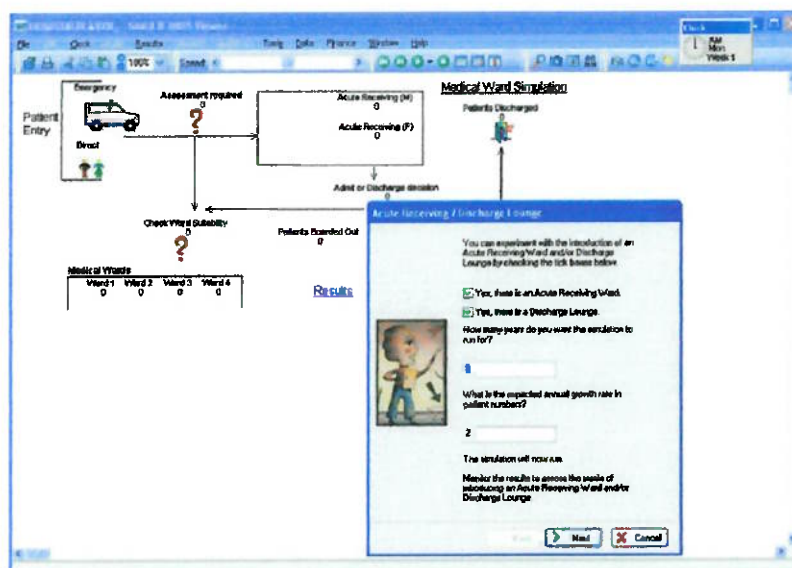 File Clock Results Tools Data Finance Window Help
Clock
AM
Mon
Week 1
100% Speed
Emergency
Patient
Entry
Direct
Assessment required
0
Acute Receiving (M)
0
Acute Receiving (F)
0
Medical Ward Simulation
Patients Discharged
Admit or Discharge decision
0
Check Ward Suitability
0
Patients Boarded Out
0
Medical Wards
Ward 1 Ward 2 Ward 3 Ward 4
0 0 0 0
Results
Acute Receiving / Discharge Lounge
You can experiment with the introduction of an
Acute Receiving Ward and/or Discharge
Lounge by checking the tick boxes below.
Yes, there is an Acute Receiving Ward.
Yes, there is a Discharge Lounge.
How many years do you want the simulation to
run for?
What is the expected annual growth rate in
patient numbers?
2
The simulation will now run.
Monitor the results to assess the
introducing an Acute Receiving Ward and/or
Discharge Lounge
Next Cancel